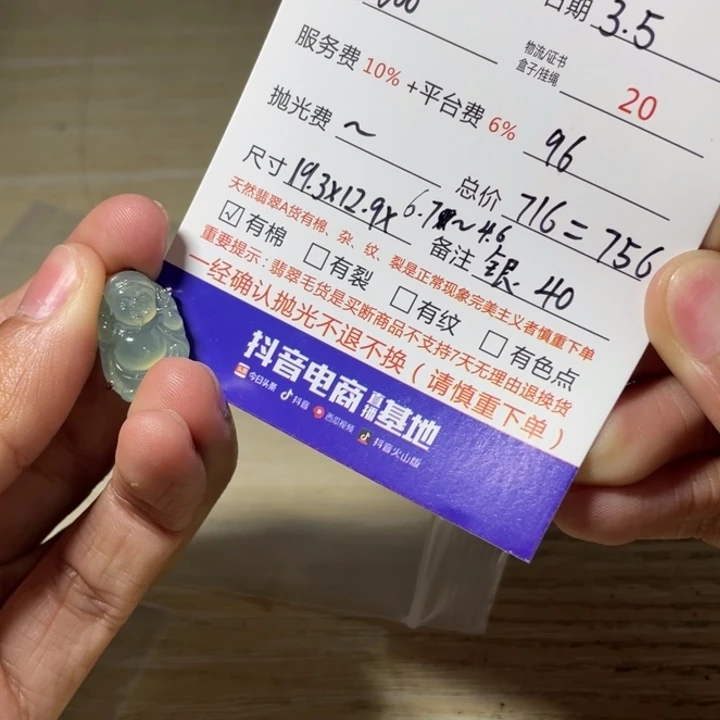 日期 3.5
服务费 10% +平台费 6% 96
物流/证书
盒子/挂绳 20
抛光费 ~
总价 716=756
尺寸 19.3x12.9x6.7~4.6
备注 银 40
天然翡翠A货有棉、杂、纹、裂是正常现象完美主义者慎重下单
☑有棉 □有裂 □有纹 □有色点
重要提示：翡翠毛货是买断商品不支持7天无理由退换货
一经确认抛光不退不换（请慎重下单）
抖音电商直播基地
今日头条 抖音 西瓜视频 抖音火山版